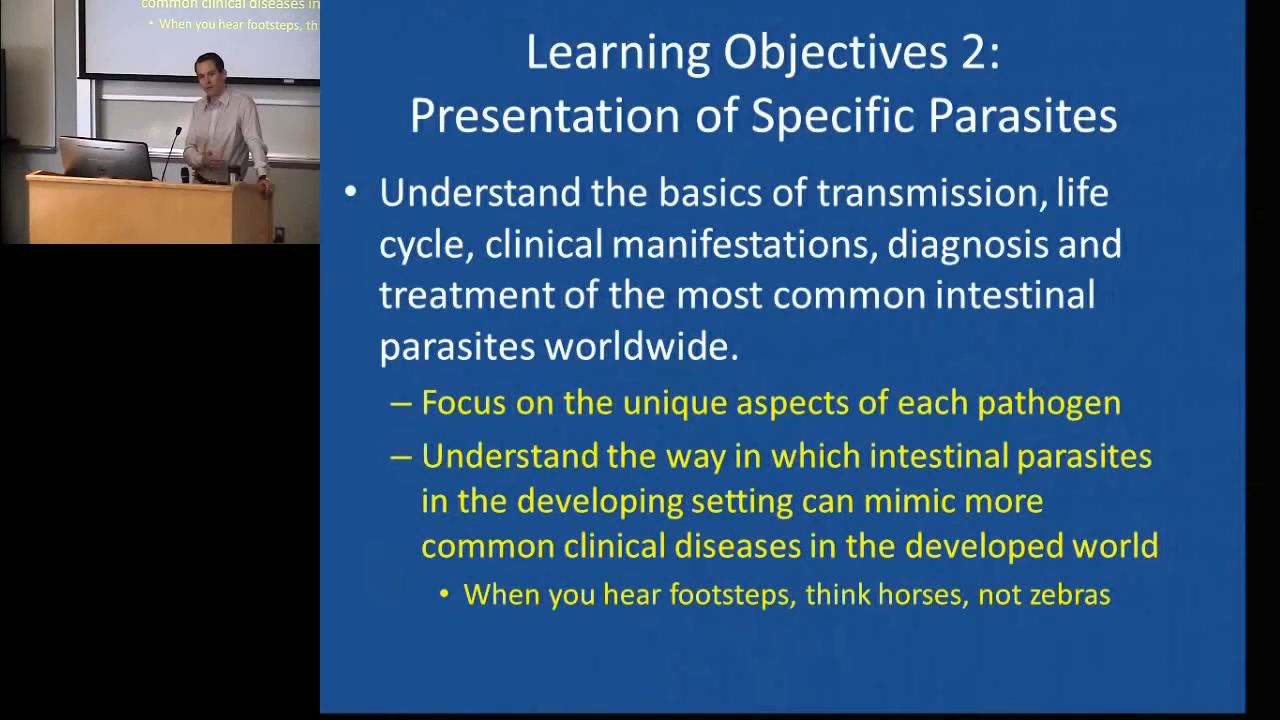 common clinical diseases in
• When you hear footsteps, th
Learning Objectives 2:
Presentation of Specific Parasites
• Understand the basics of transmission, life
cycle, clinical manifestations, diagnosis and
treatment of the most common intestinal
parasites worldwide.
– Focus on the unique aspects of each pathogen
– Understand the way in which intestinal parasites
in the developing setting can mimic more
common clinical diseases in the developed world
• When you hear footsteps, think horses, not zebras